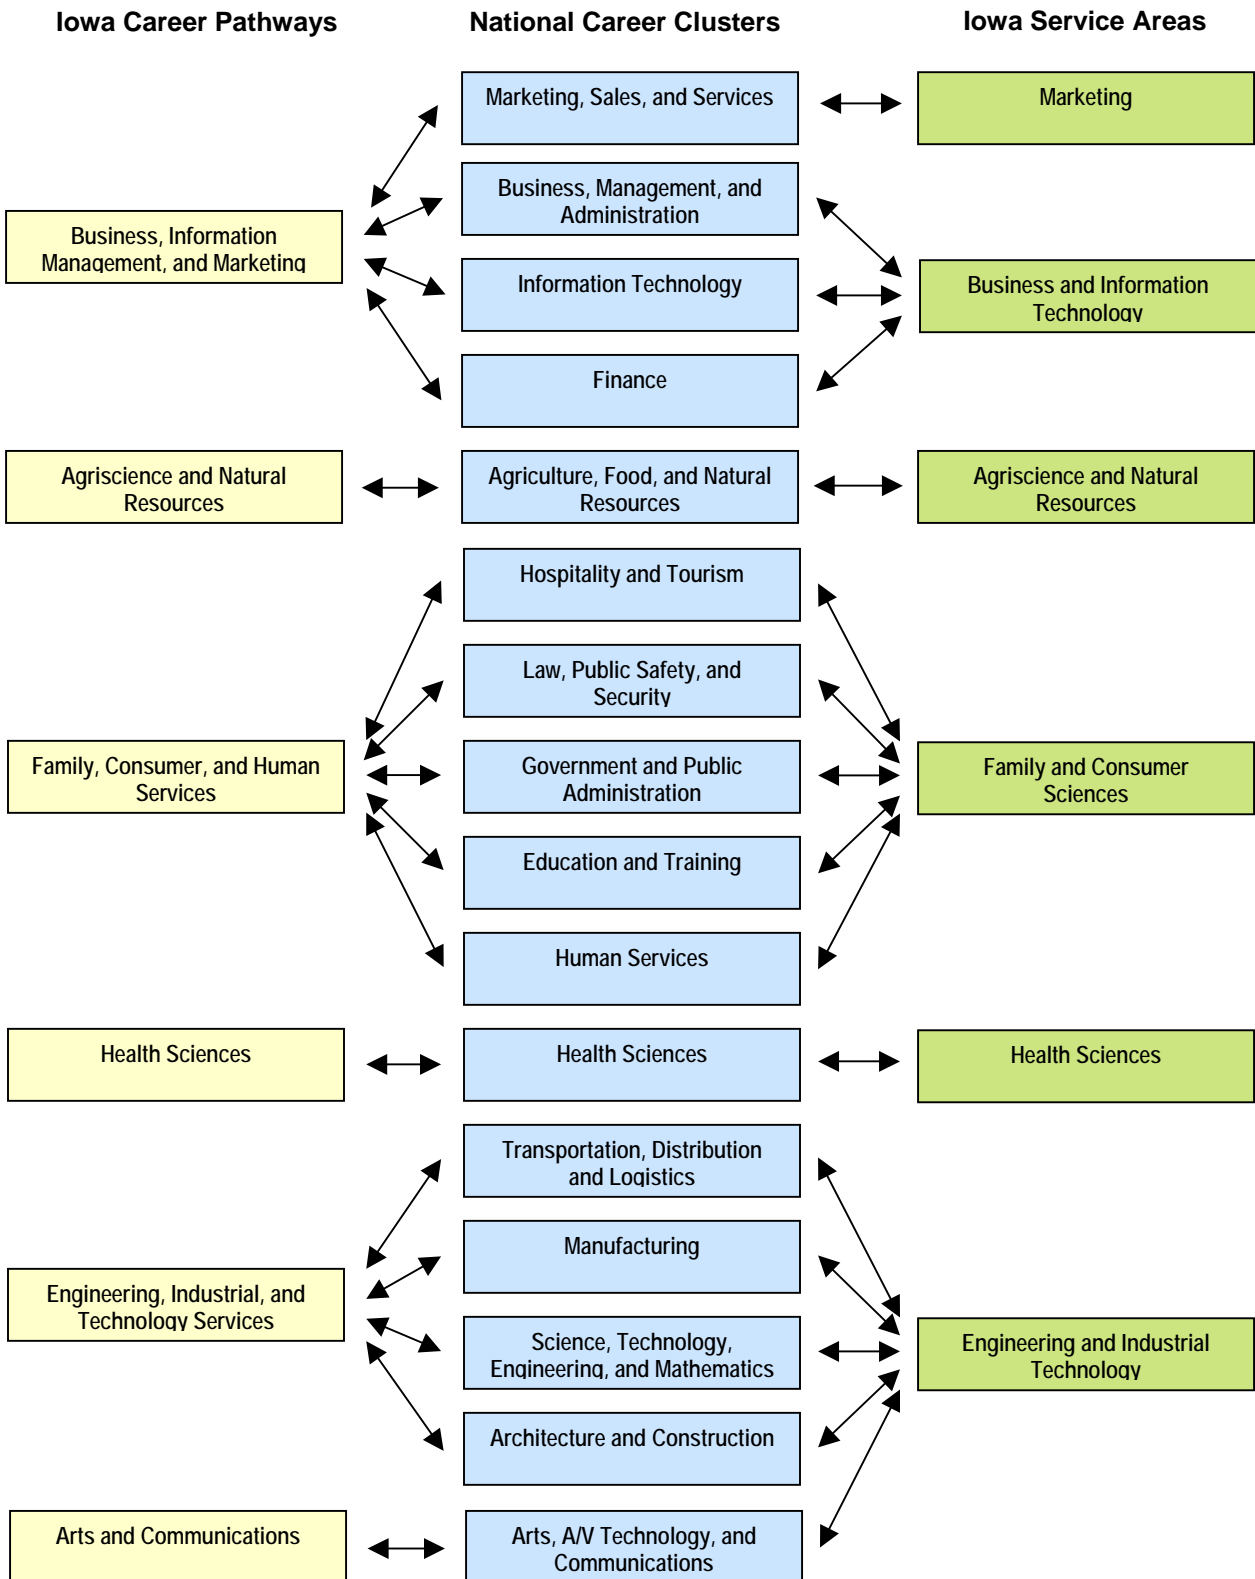 Iowa Career Pathways
National Career Clusters
Iowa Service Areas
Marketing, Sales, and Services
Marketing
Business, Management, and
Administration
Business, Information
Management, and Marketing
Information Technology
Business and Information
Technology
Finance
Agriscience and Natural
Resources
Agriculture, Food, and Natural
Resources
Agriscience and Natural
Resources
Hospitality and Tourism
Law, Public Safety, and
Security
Family, Consumer, and Human
Services
Government and Public
Administration
Family and Consumer
Sciences
Education and Training
Human Services
Health Sciences
Health Sciences
Health Sciences
Transportation, Distribution
and Logistics
Manufacturing
Engineering, Industrial, and
Technology Services
Science, Technology,
Engineering, and Mathematics
Engineering and Industrial
Technology
Architecture and Construction
Arts and Communications
Arts, A/V Technology, and
Communications